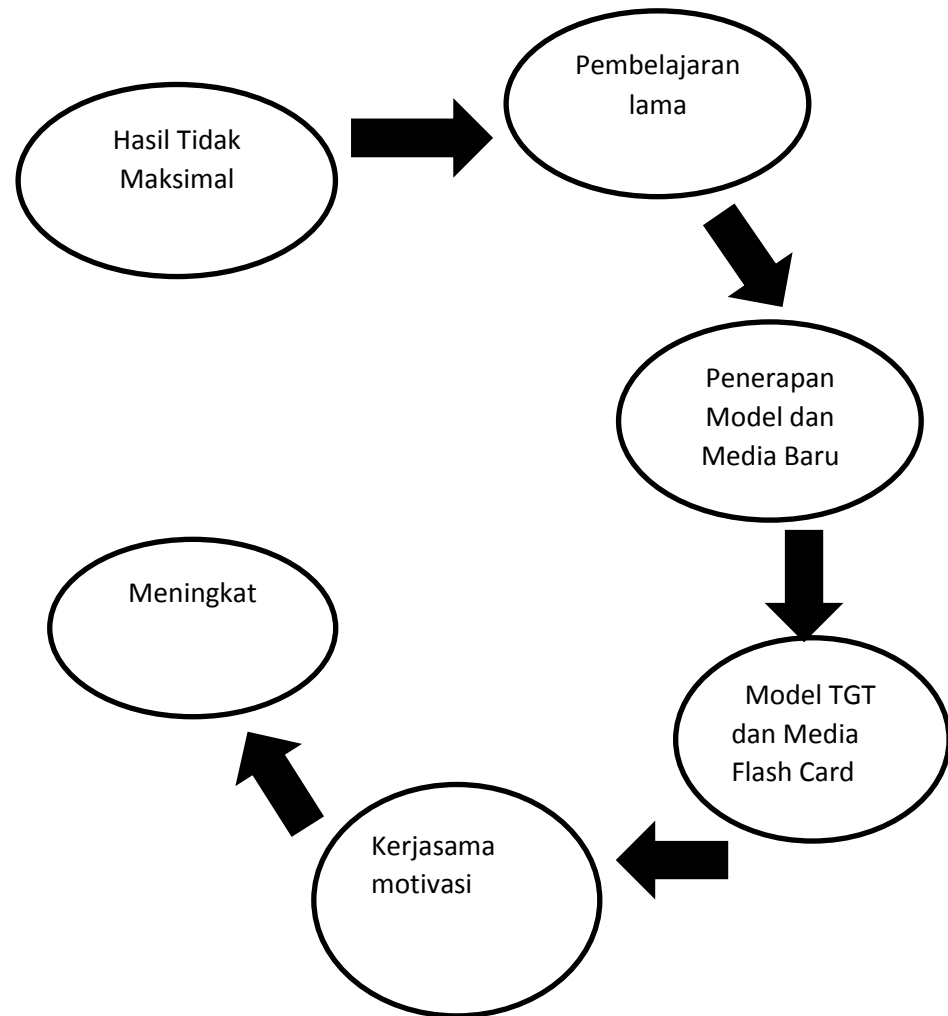 Hasil Tidak
Maksimal
Pembelajaran
lama
Penerapan
Model dan
Media Baru
Model TGT
dan Media
Flash Card
Kerjasama
motivasi
Meningkat